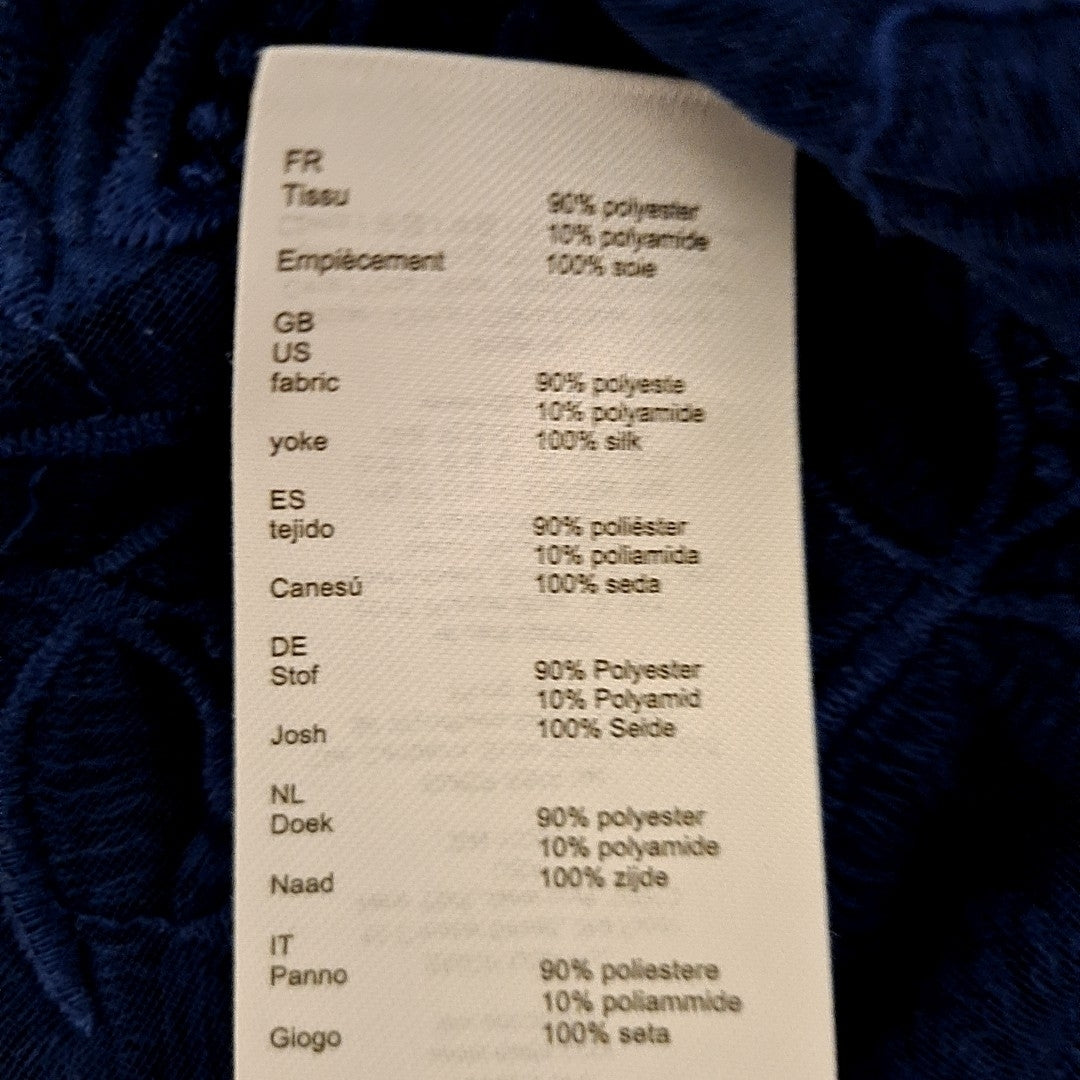 FR
Tissu 90% polyester
10% polyamide
Empiècement 100% soie
GB
US
fabric 90% polyeste
10% polyamide
yoke 100% silk
ES
tejido 90% poliéster
10% poliamida
Canesú 100% seda
DE
Stof 90% Polyester
10% Polyamid
Josh 100% Seide
NL
Doek 90% polyester
10% polyamide
Naad 100% zijde
IT
Panno 90% poliestere
10% poliammide
Giogo 100% seta